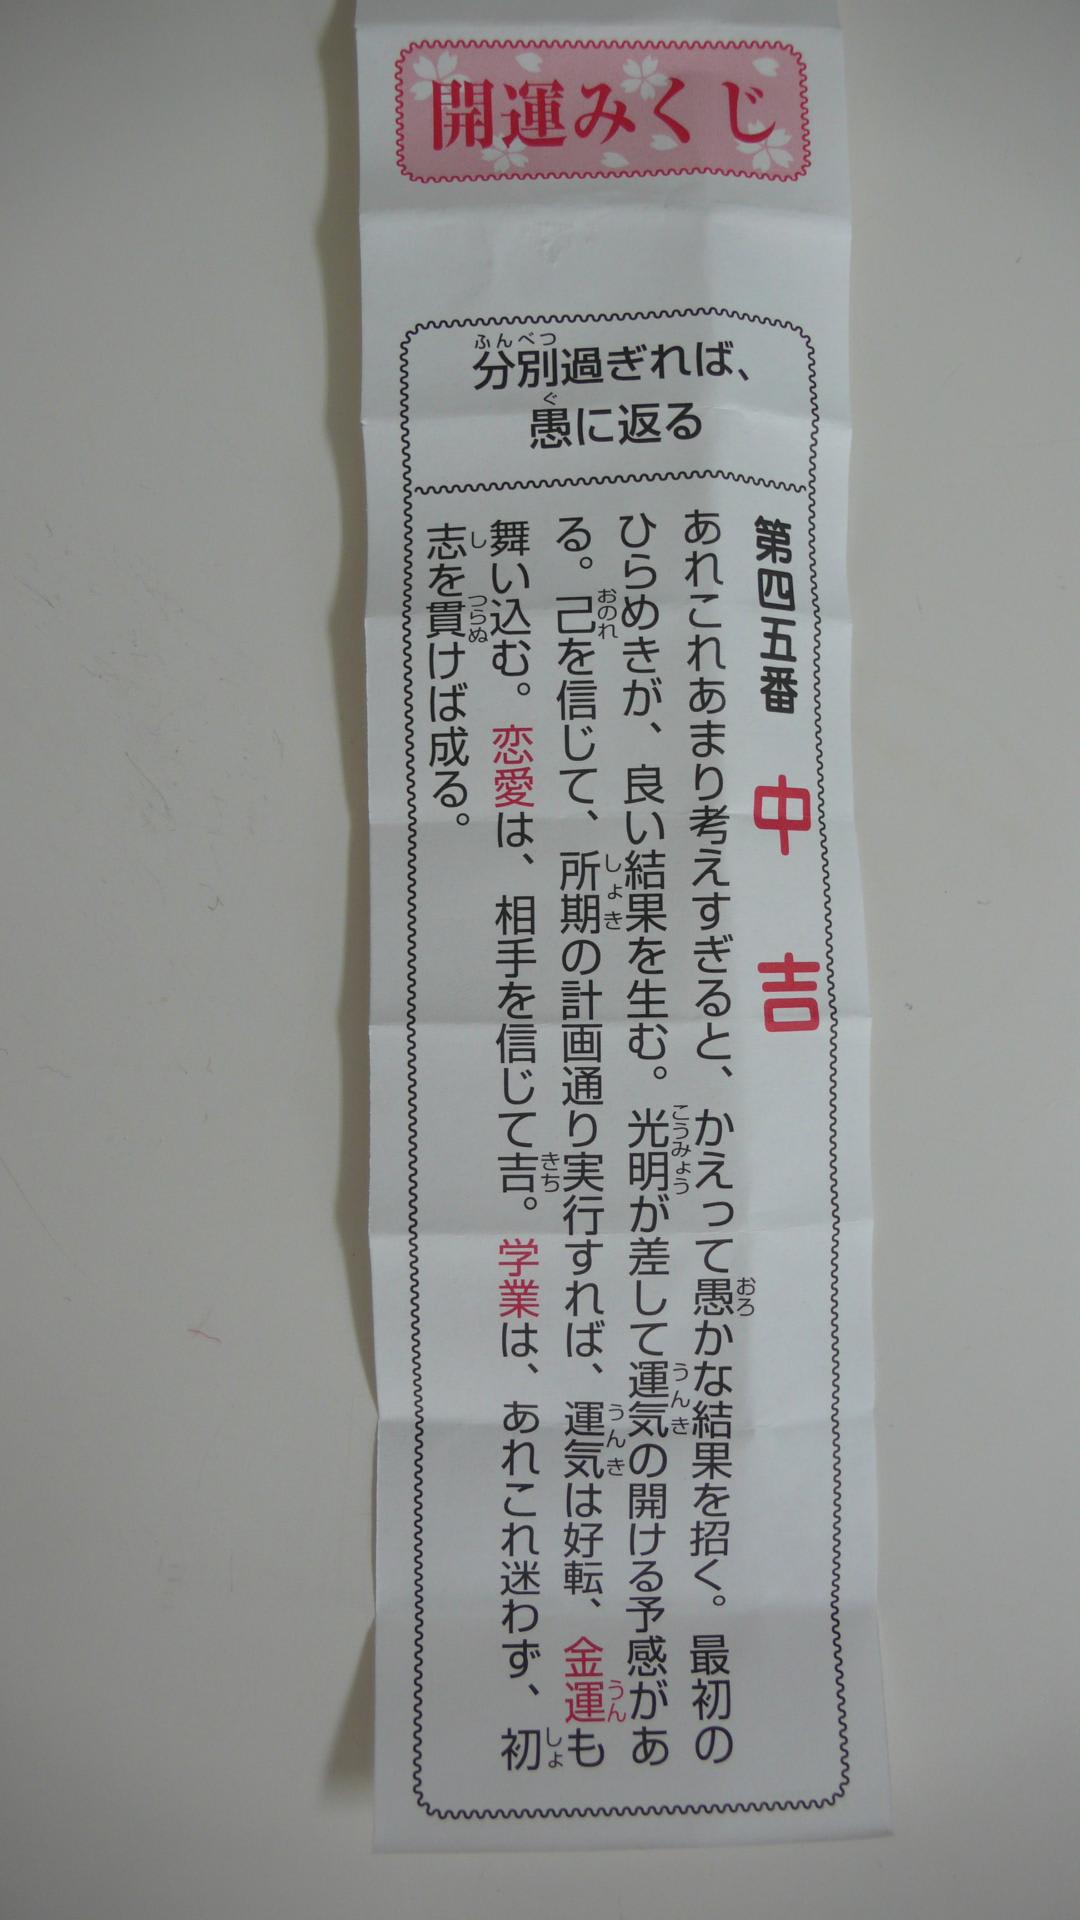 開運みくじ
分別過ぎれば、
愚に返る
第四五番 中吉
あれこれあまり考えすぎると、かえって愚かな結果を招く。最初の
ひらめきが、良い結果を生む。光明が差して運気の開ける予感があ
る。己を信じて、所期の計画通り実行すれば、運気は好転、金運も
舞い込む。恋愛は、相手を信じて吉。学業は、あれこれ迷わず、初
志を貫けば成る。